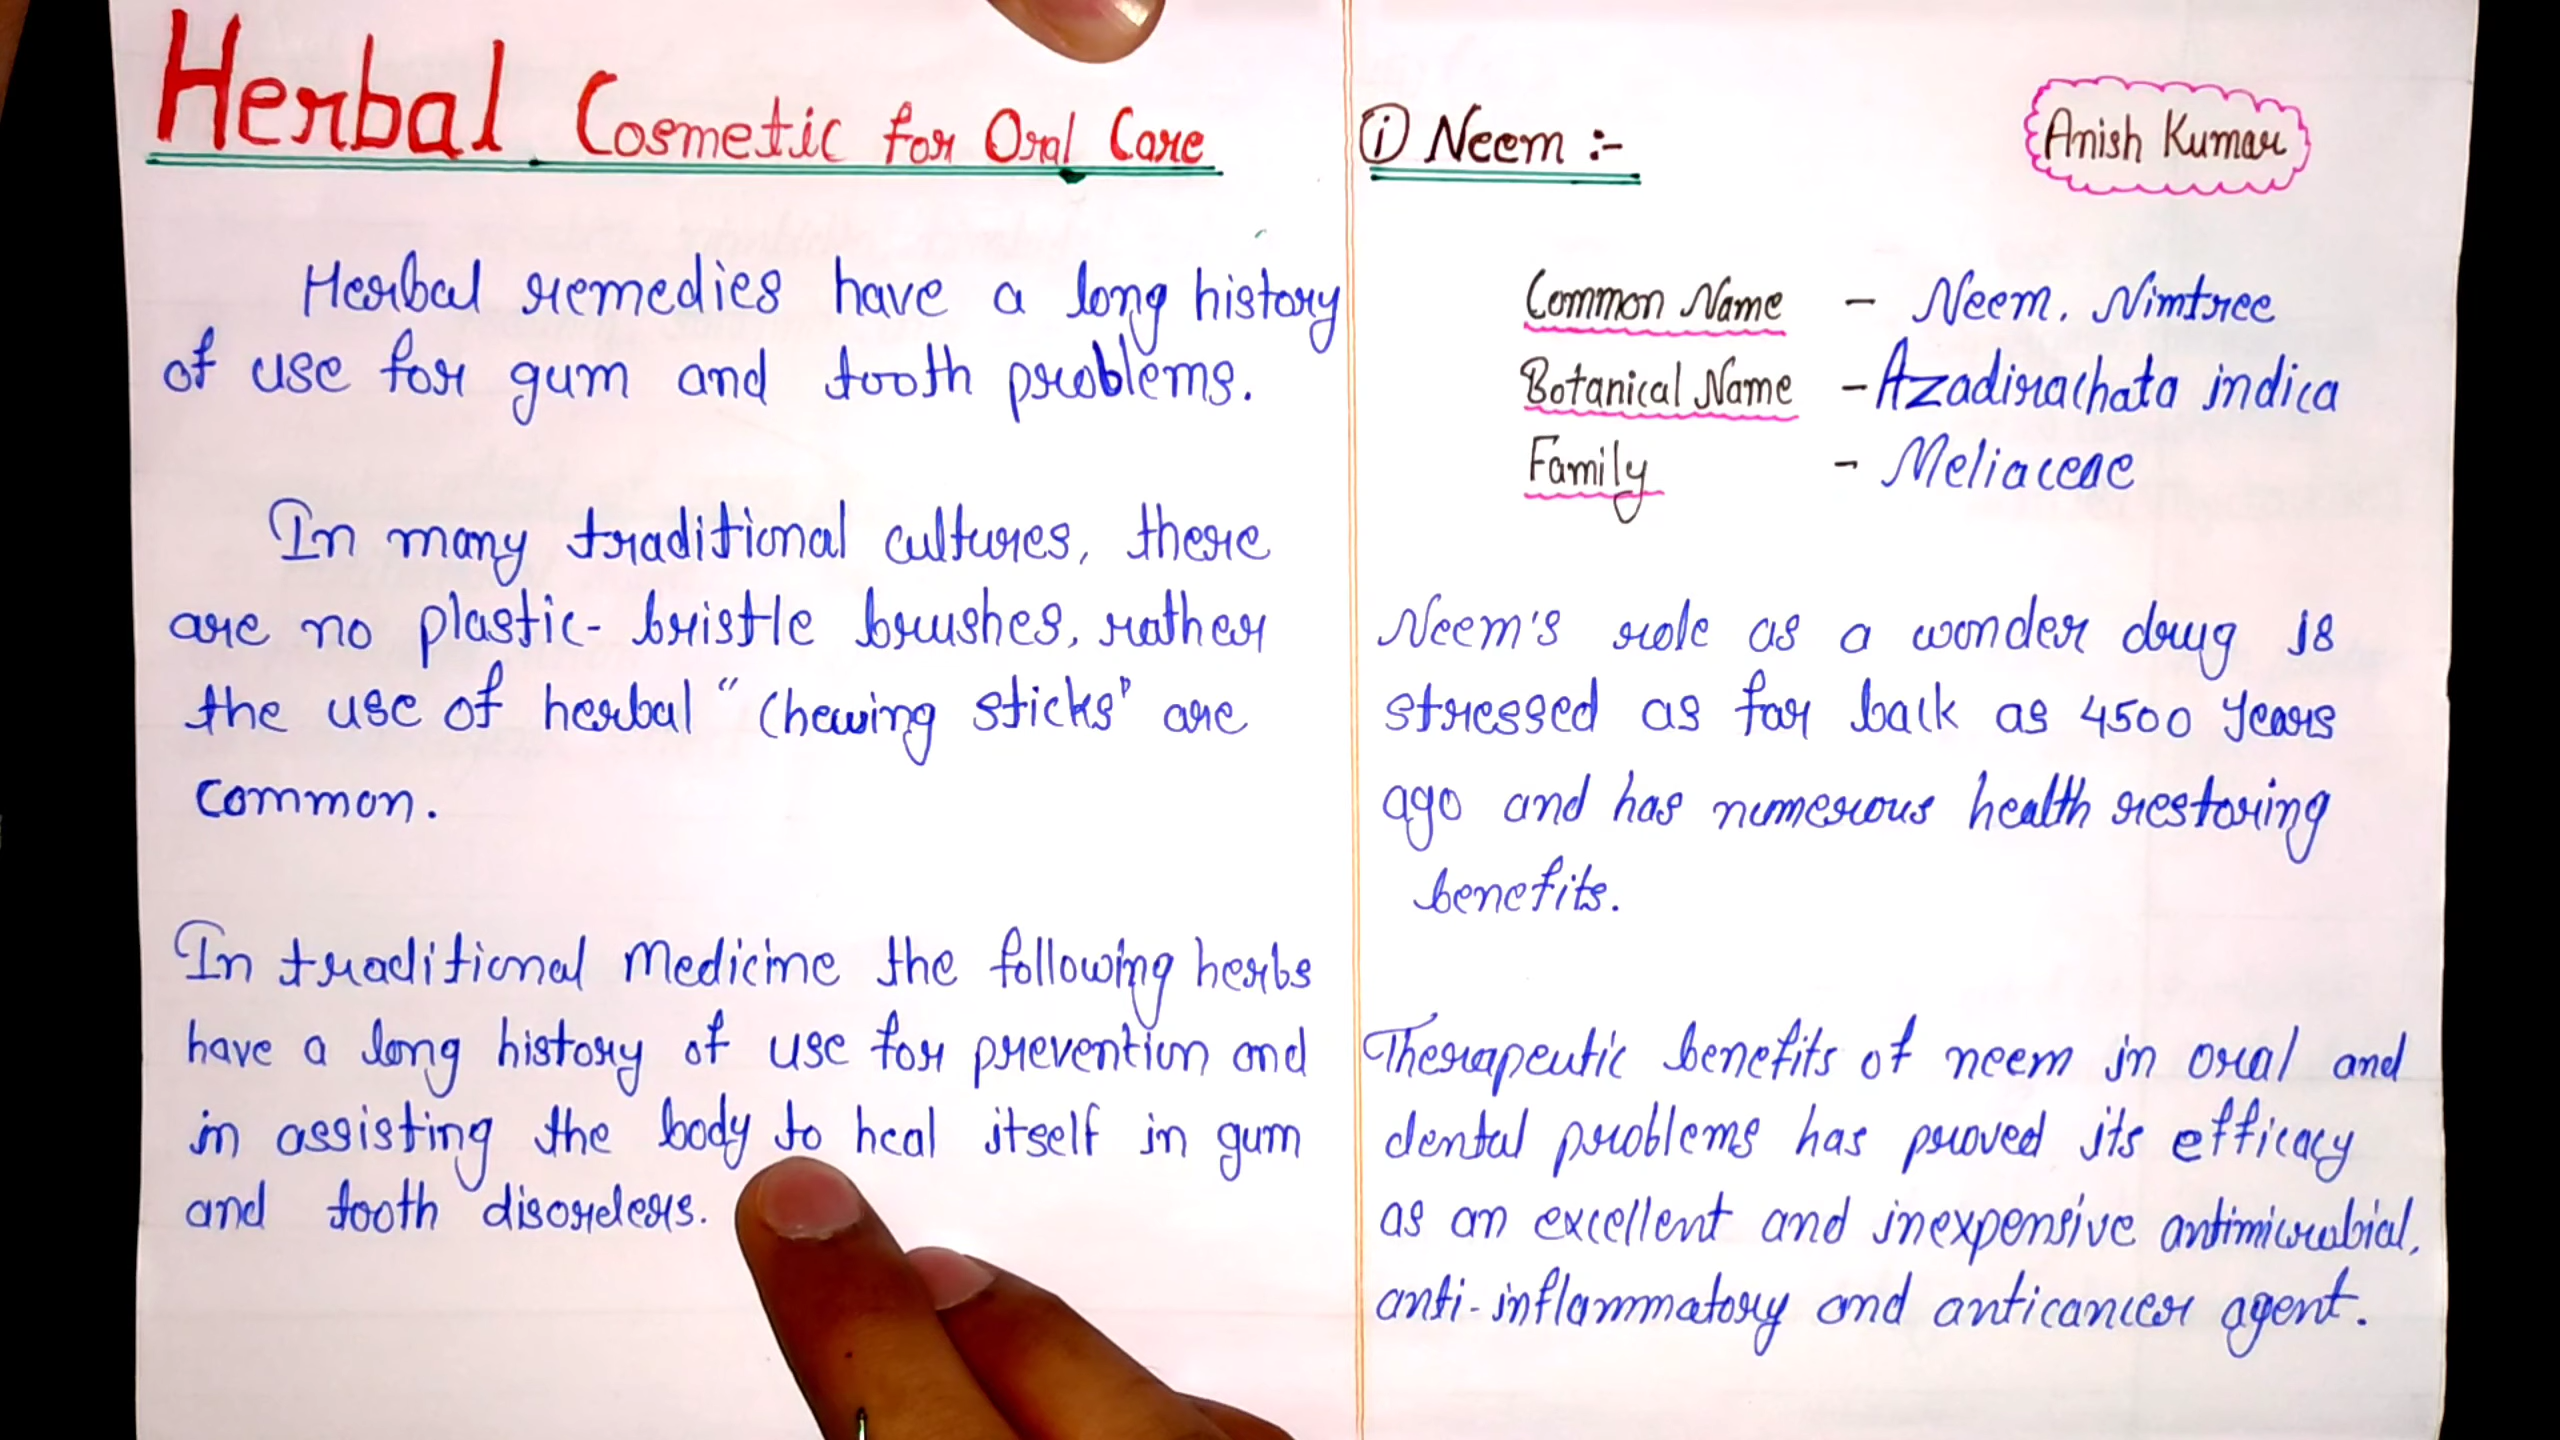 Herbal Cosmetic for Oral Care
Herbal remedies have a long history
of use for gum and tooth problems.
In many traditional cultures, there
are no plastic-bristle brushes, rather
the use of herbal "Chewing sticks" are
common.
In traditional Medicine the following herbs
have a long history of use for prevention and
in assisting the body to heal itself in gum
and tooth disorders.
① Neem :-
Anish Kumar
Common Name - Neem, Nimtree
Botanical Name - Azadirachata indica
Family - Meliaceae
Neem's role as a wonder drug is
stressed as far back as 4500 years
ago and has numerous health restoring
benefits.
Therapeutic benefits of neem in oral and
dental problems has proved its efficacy
as an excellent and inexpensive antimicrobial,
anti-inflammatory and anticancer agent.